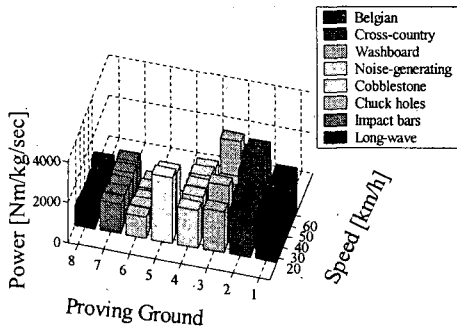 Belgian
Cross-country
Washboard
Noise-generating
Cobblestone
Chuck holes
Impact bars
Long-wave
Power [Nm/kg/sec]
4000
2000
0
8 7 6 5 4 3 2 1
Proving Ground
60
50
40
30
20
Speed [km/h]